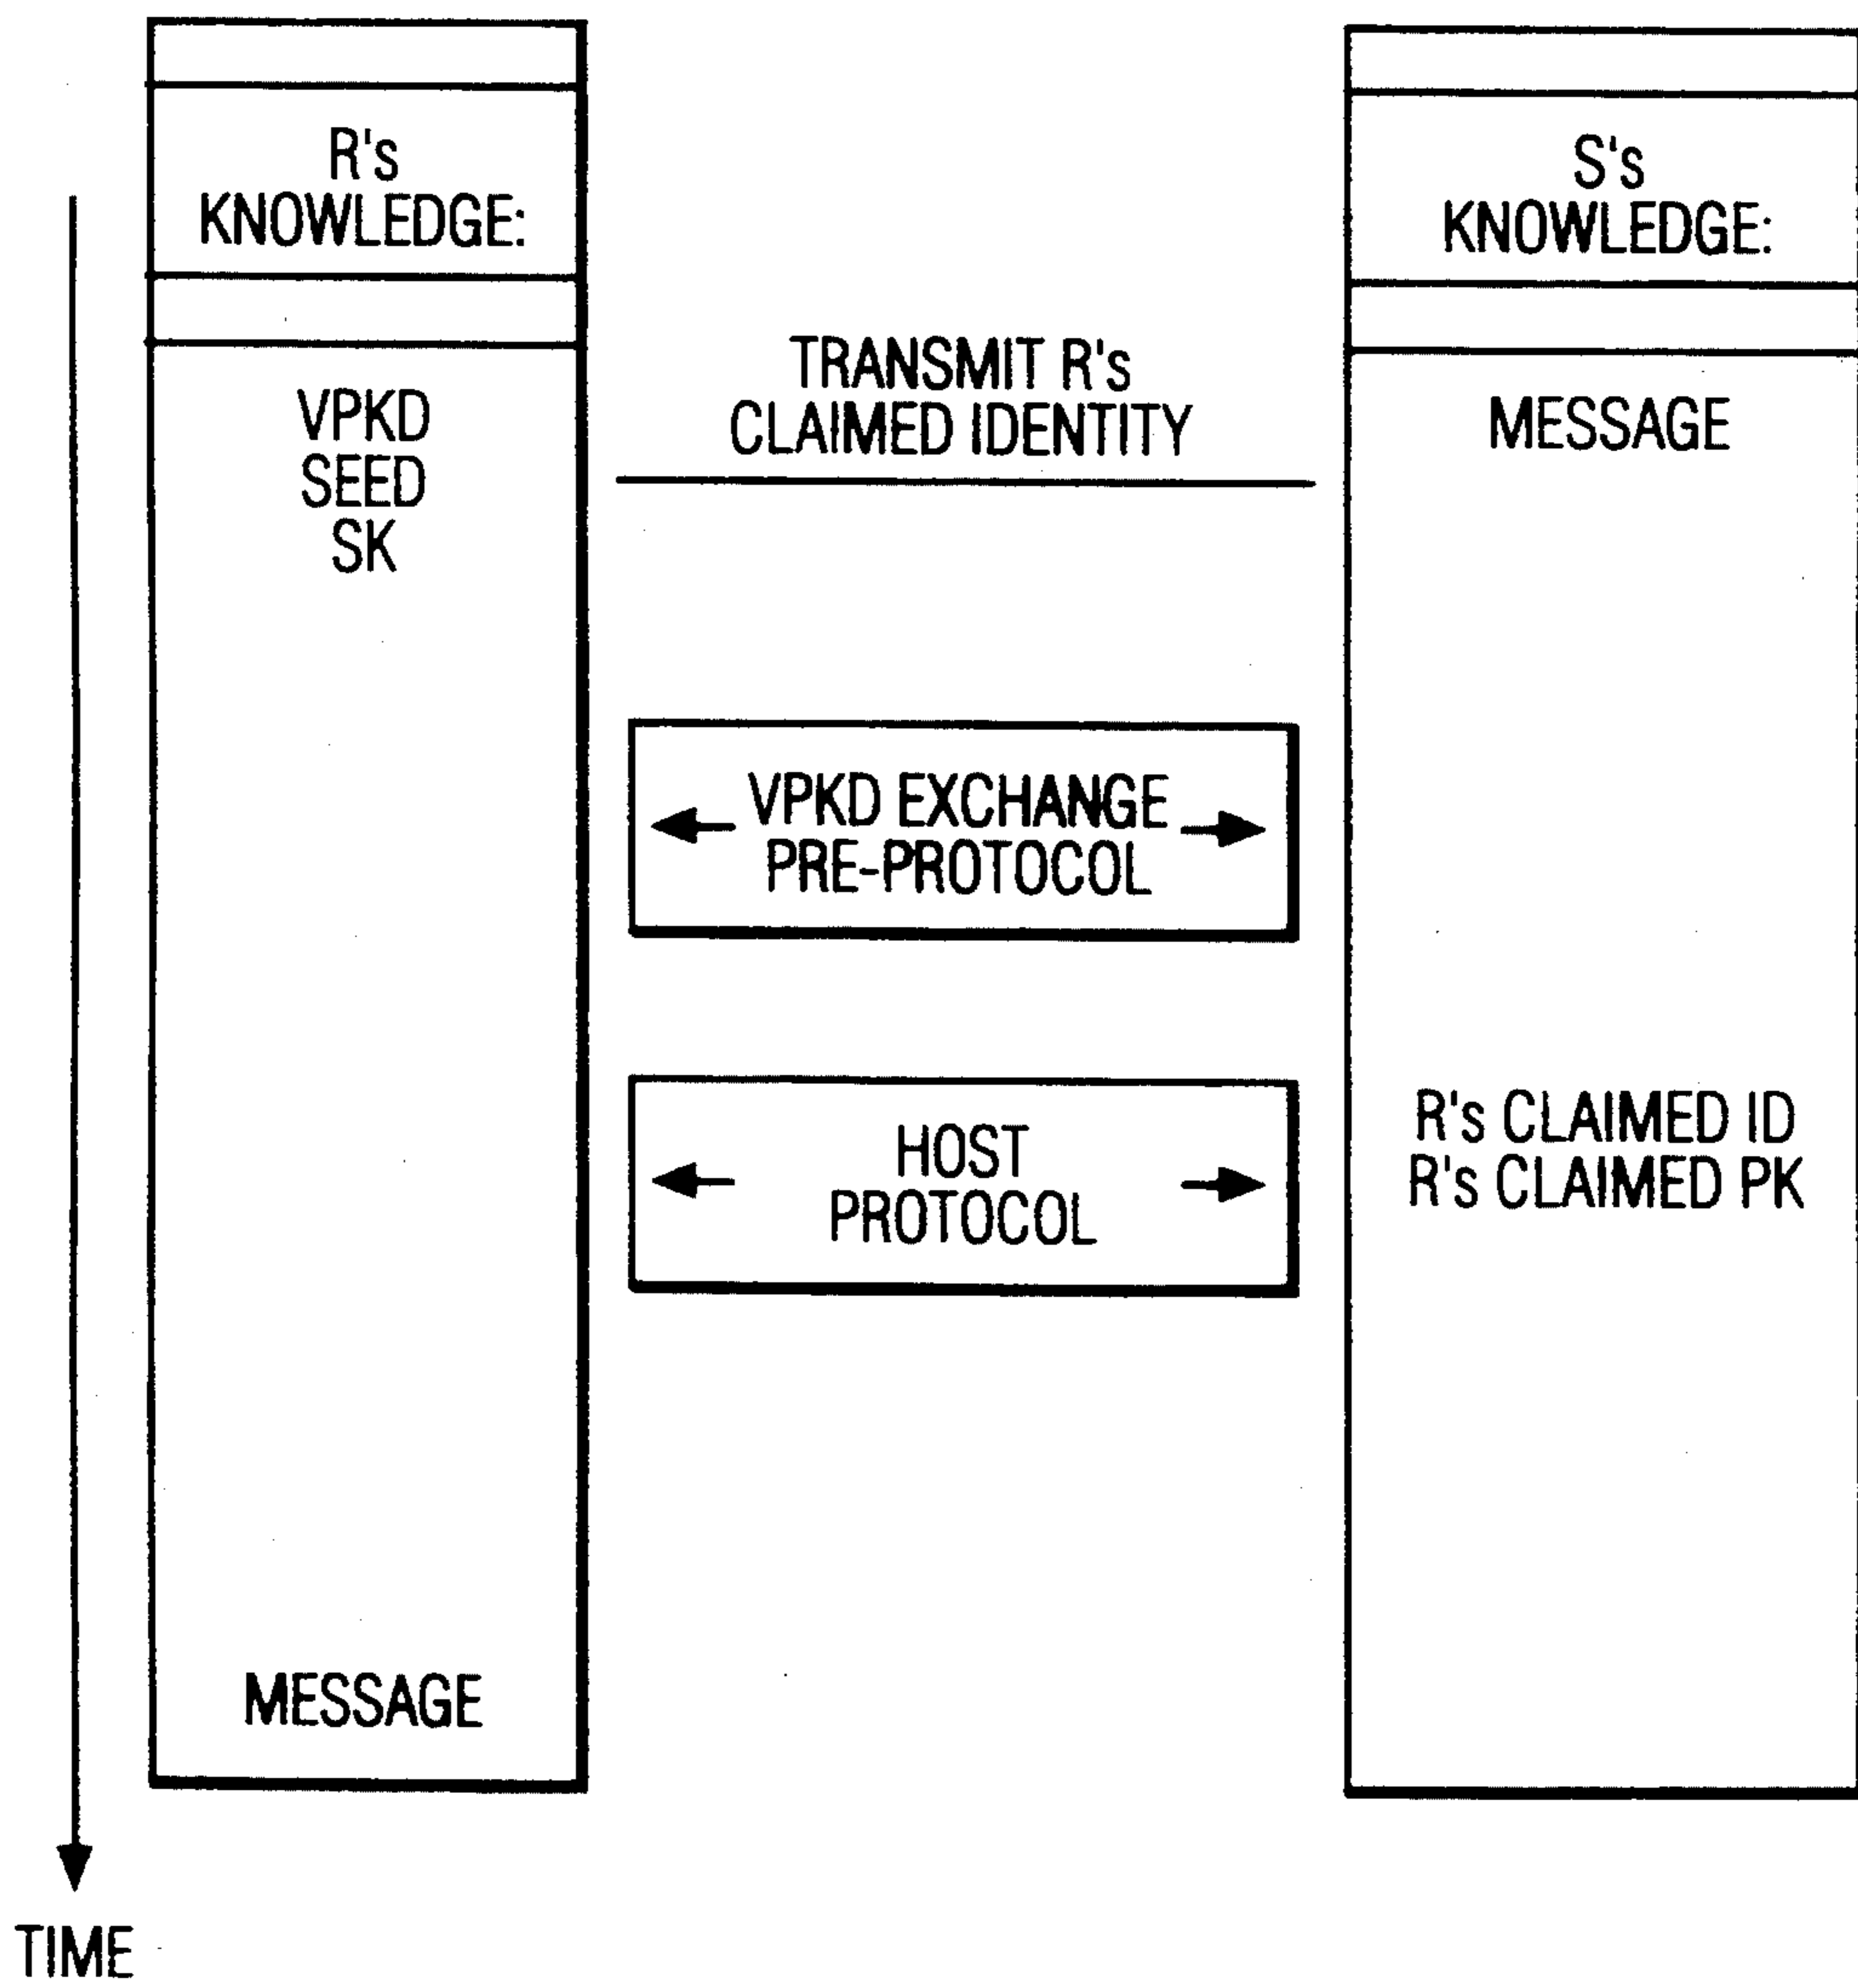 R's
KNOWLEDGE:
VPKD
SEED
SK
MESSAGE
TRANSMIT R's
CLAIMED IDENTITY
VPKD EXCHANGE
PRE-PROTOCOL
HOST
PROTOCOL
S's
KNOWLEDGE:
MESSAGE
R's CLAIMED ID
R's CLAIMED PK
TIME